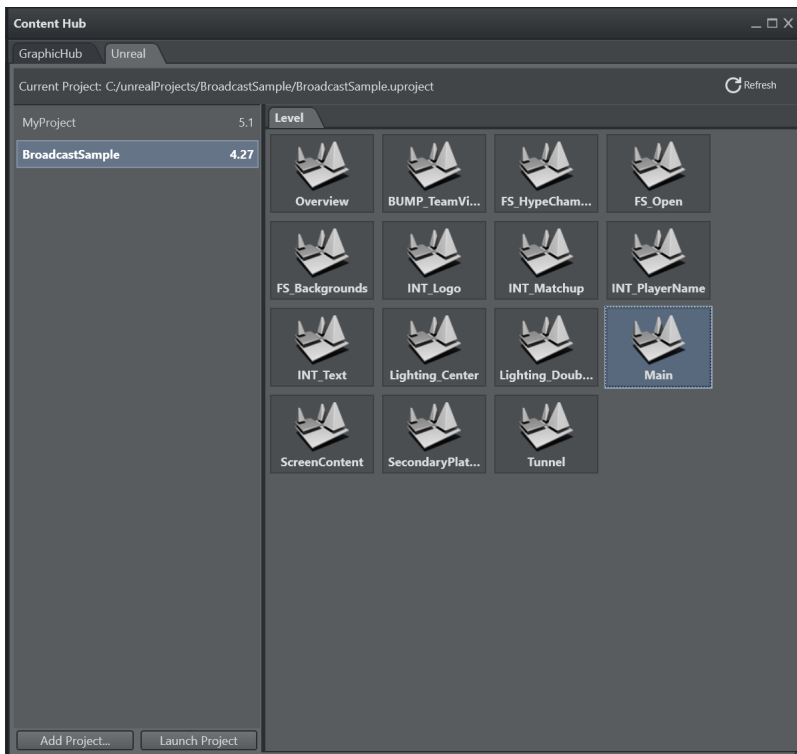 Content Hub
GraphicHub Unreal
Current Project: C:/unrealProjects/BroadcastSample/BroadcastSample.uproject
Refresh
MyProject 5.1
BroadcastSample 4.27
Level
Overview
BUMP_TeamVi...
FS_HypeCham...
FS_Open
FS_Backgrounds
INT_Logo
INT_Matchup
INT_PlayerName
INT_Text
Lighting_Center
Lighting_Doub...
Main
ScreenContent
SecondaryPlat...
Tunnel
Add Project... Launch Project